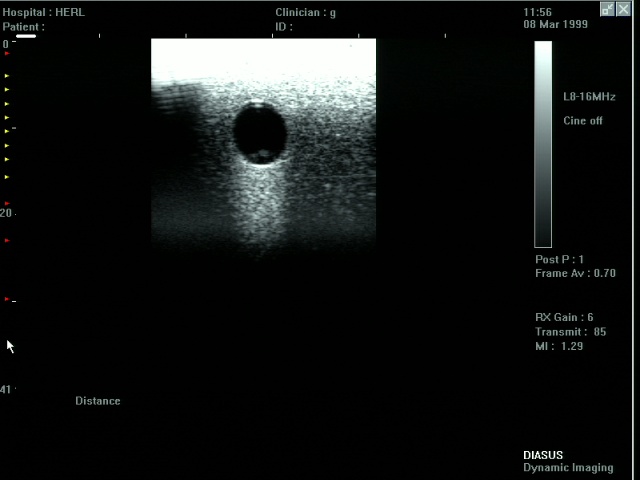 Hospital : HERL
Clinician : g
11:56
Patient :
ID :
08 Mar 1999
0
L8-16MHz
Cine off
20
Post P : 1
Frame Av : 0.70
RX Gain : 6
Transmit : 85
MI : 1.29
41
Distance
DIASUS
Dynamic Imaging